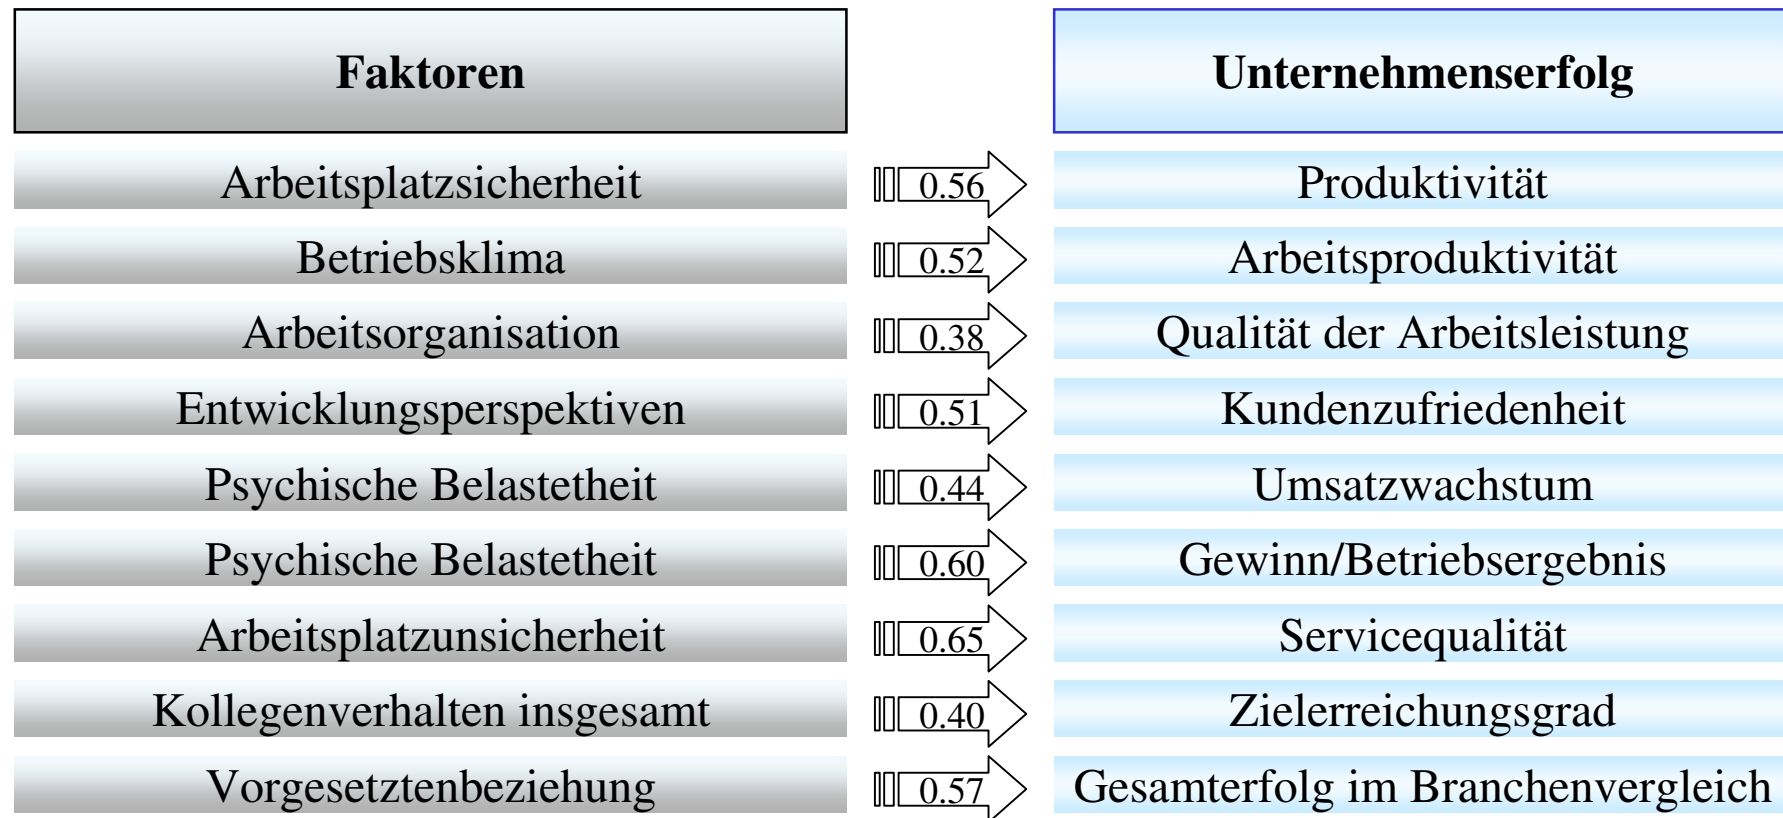 Faktoren Unternehmenserfolg
Arbeitsplatzsicherheit 0.56 Produktivität
Betriebsklima 0.52 Arbeitsproduktivität
Arbeitsorganisation 0.38 Qualität der Arbeitsleistung
Entwicklungsperspektiven 0.51 Kundenzufriedenheit
Psychische Belastetheit 0.44 Umsatzwachstum
Psychische Belastetheit 0.60 Gewinn/Betriebsergebnis
Arbeitsplatzunsicherheit 0.65 Servicequalität
Kollegenverhalten insgesamt 0.40 Zielerreichungsgrad
Vorgesetztenbeziehung 0.57 Gesamterfolg im Branchenvergleich